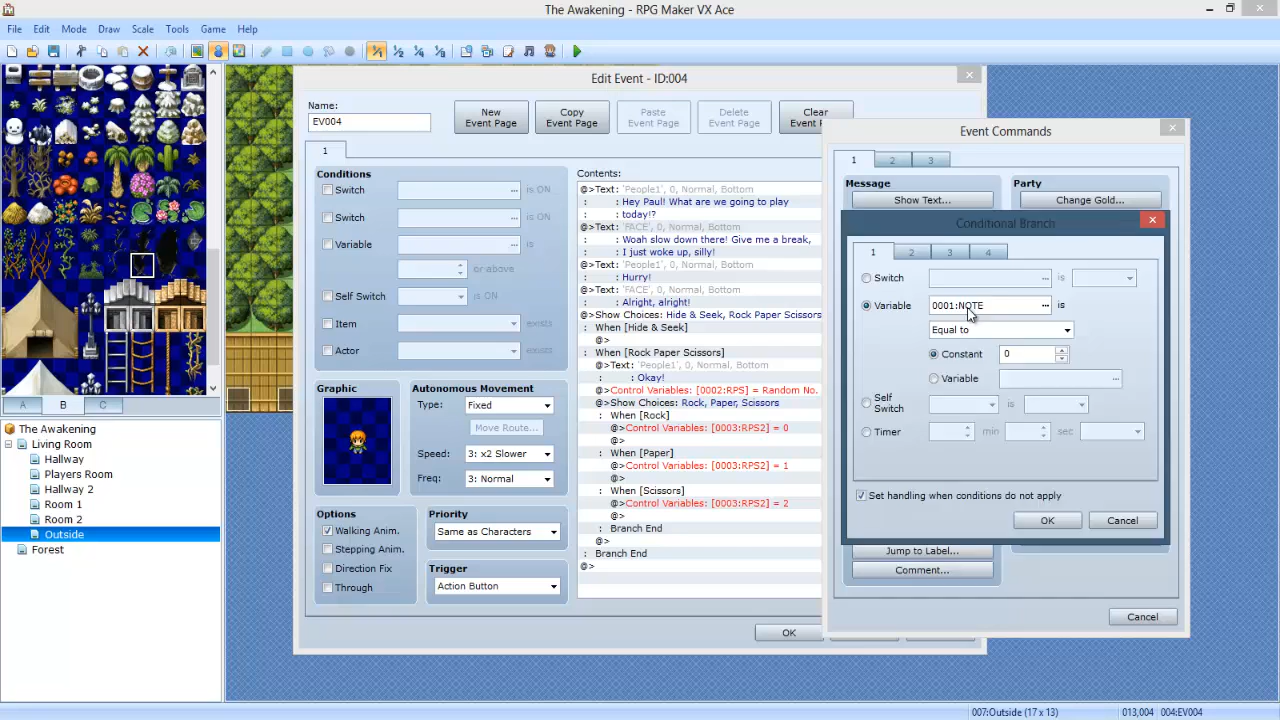 The Awakening - RPG Maker VX Ace
File Edit Mode Draw Scale Tools Game Help
Edit Event - ID:004
Name:
EV004
New Event Page
Copy Event Page
Paste Event Page
Delete Event Page
Clear Event P
1
Conditions
Switch ... is ON
Switch ... is ON
Variable ... is
or above
Self Switch is ON
Item exists
Actor exists
Graphic
Autonomous Movement
Type: Fixed
Move Route...
Speed: 3: x2 Slower
Freq: 3: Normal
Options
Walking Anim.
Stepping Anim.
Direction Fix
Through
Priority
Same as Characters
Trigger
Action Button
Contents:
@>Text: 'People1', 0, Normal, Bottom
: : Hey Paul! What are we going to play
: : today!?
@>Text: 'FACE', 0, Normal, Bottom
: : Woah slow down there! Give me a break,
: : I just woke up, silly!
@>Text: 'People1', 0, Normal, Bottom
: : Hurry!
@>Text: 'FACE', 0, Normal, Bottom
: : Alright, alright!
@>Show Choices: Hide & Seek, Rock Paper Scissors
: When [Hide & Seek]
@>
: When [Rock Paper Scissors]
@>Text: 'People1', 0, Normal, Bottom
: : Okay!
@>Control Variables: [0002:RPS] = Random No.
@>Show Choices: Rock, Paper, Scissors
: When [Rock]
@>Control Variables: [0003:RPS2] = 0
@>
: When [Paper]
@>Control Variables: [0003:RPS2] = 1
@>
: When [Scissors]
@>Control Variables: [0003:RPS2] = 2
@>
: Branch End
@>
: Branch End
@>
OK
Event Commands
1 2 3
Message
Show Text...
Party
Change Gold...
Conditional Branch
1 2 3 4
Switch ... is
Variable 0001:NOTE ... is
Equal to
Constant 0
Variable ...
Self Switch is
Timer min sec
Set handling when conditions do not apply
OK Cancel
Jump to Label...
Comment...
Cancel
A B C
The Awakening
Living Room
Hallway
Players Room
Hallway 2
Room 1
Room 2
Outside
Forest
007:Outside (17 x 13) 013,004 004:EV004